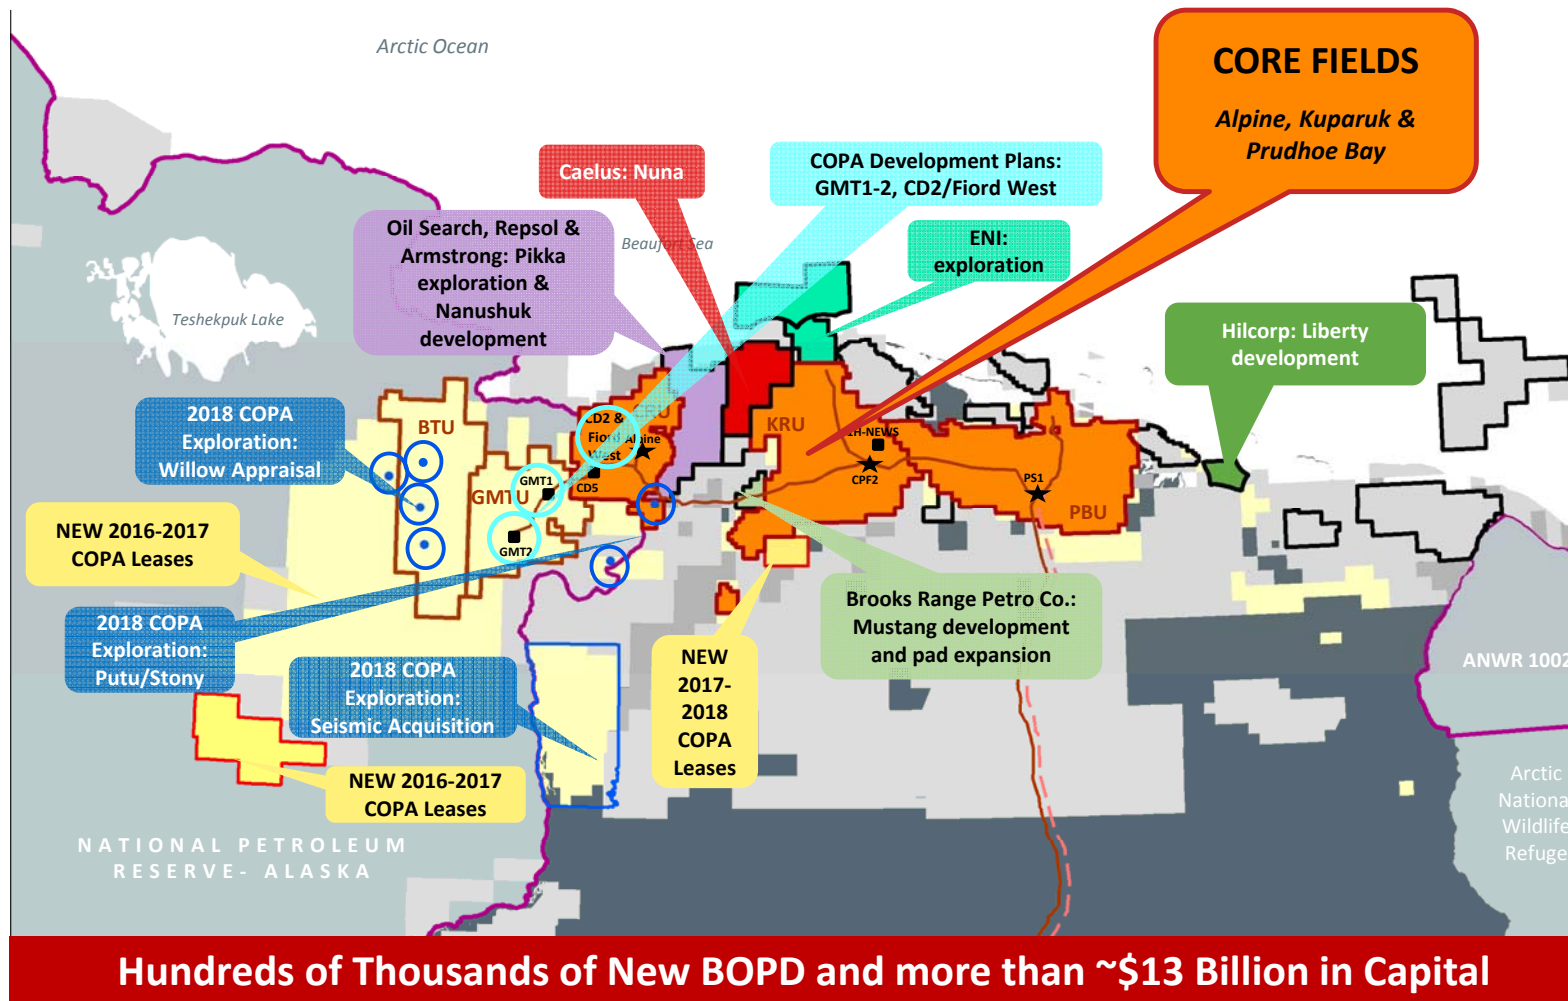 Arctic Ocean
CORE FIELDS
Alpine, Kuparuk &
Prudhoe Bay
Caelus: Nuna
COPA Development Plans:
GMT1-2, CD2/Fiord West
Oil Search, Repsol &
Armstrong: Pikka
exploration &
Nanushuk
development
Beaufort Sea
ENI:
exploration
Teshekpuk Lake
Hilcorp: Liberty
development
2018 COPA
Exploration:
Willow Appraisal
BTU
CRU
CD2 &
Fiord
West
Alpine
KRU
1H-NEWS
CPF2
PS1
PBU
GMTU
GMT1
CD5
GMT2
NEW 2016-2017
COPA Leases
2018 COPA
Exploration:
Putu/Stony
2018 COPA
Exploration:
Seismic Acquisition
NEW
2017-
2018
COPA
Leases
Brooks Range Petro Co.:
Mustang development
and pad expansion
ANWR 1002
NEW 2016-2017
COPA Leases
Arctic
Nationa
Wildlife
Refuge
NATIONAL PETROLEUM
RESERVE- ALASKA
Hundreds of Thousands of New BOPD and more than ~$13 Billion in Capital